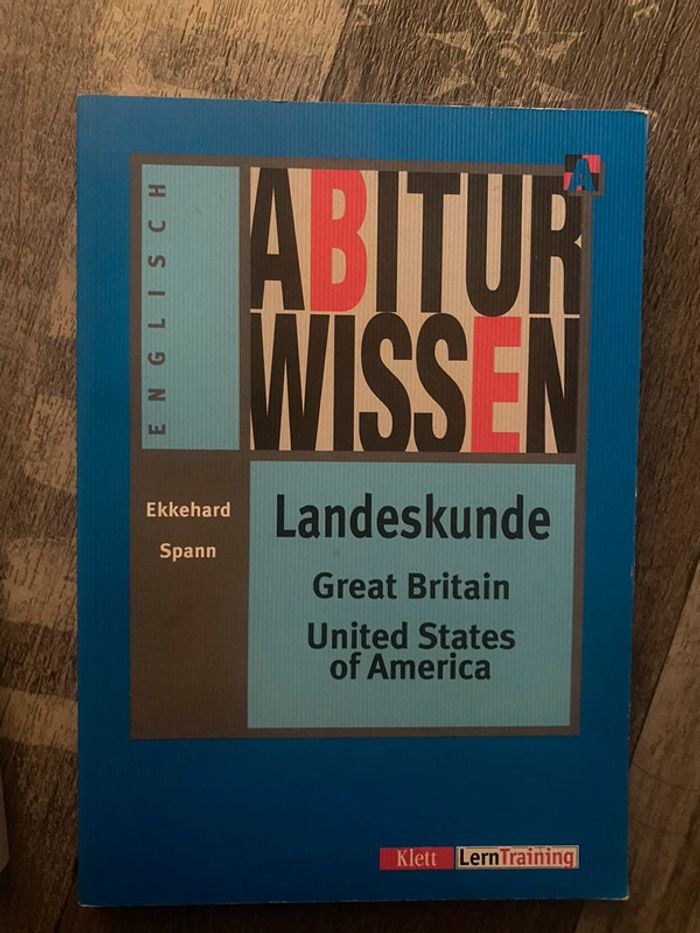 ENGLISCH
A
ABITUR
WISSEN
Ekkehard
Spann
Landeskunde
Great Britain
United States
of America
Klett LernTraining